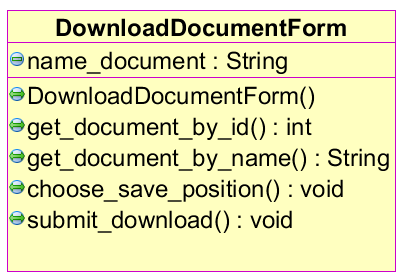 DownloadDocumentForm
name_document : String
DownloadDocumentForm()
get_document_by_id() : int
get_document_by_name() : String
choose_save_position() : void
submit_download() : void